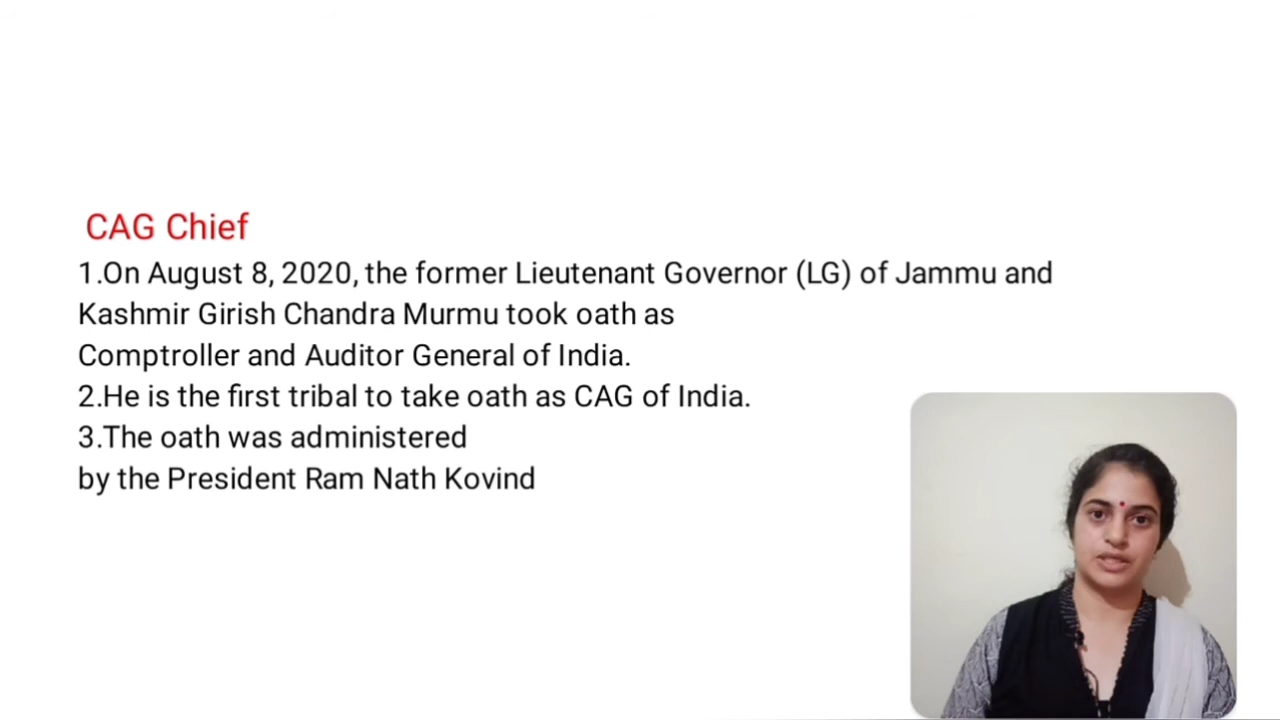 CAG Chief
1.On August 8, 2020, the former Lieutenant Governor (LG) of Jammu and
Kashmir Girish Chandra Murmu took oath as
Comptroller and Auditor General of India.
2.He is the first tribal to take oath as CAG of India.
3.The oath was administered
by the President Ram Nath Kovind